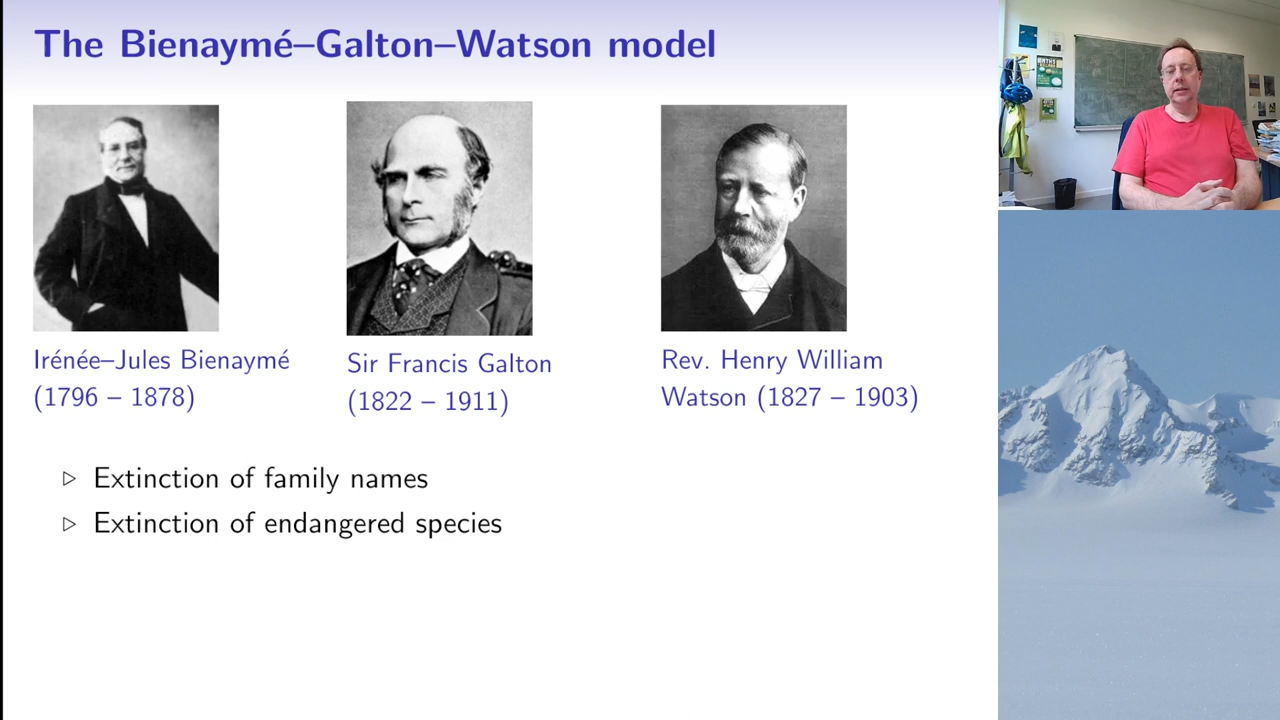 The Bienaymé–Galton–Watson model
Irénée–Jules Bienaymé
(1796 – 1878)
Sir Francis Galton
(1822 – 1911)
Rev. Henry William
Watson (1827 – 1903)
▷ Extinction of family names
▷ Extinction of endangered species